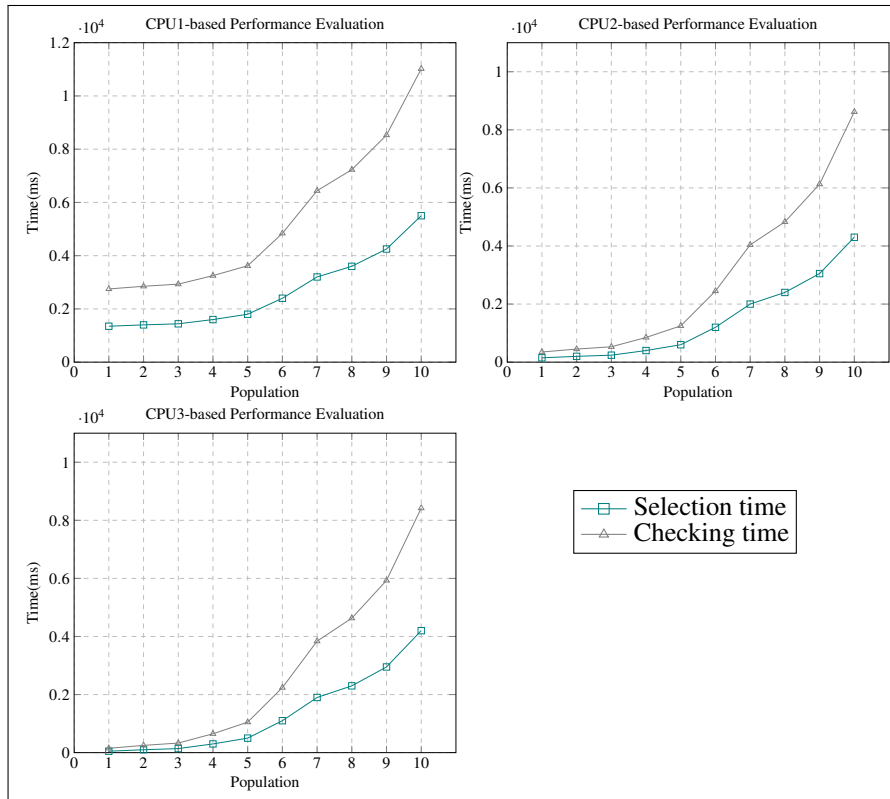 CPU1-based Performance Evaluation
·10⁴
1.2
1
0.8
0.6
0.4
0.2
0
0 1 2 3 4 5 6 7 8 9 10
Time(ms)
Population
CPU2-based Performance Evaluation
·10⁴
1
0.8
0.6
0.4
0.2
0
0 1 2 3 4 5 6 7 8 9 10
Time(ms)
Population
CPU3-based Performance Evaluation
·10⁴
1
0.8
0.6
0.4
0.2
0
0 1 2 3 4 5 6 7 8 9 10
Time(ms)
Population
Selection time
Checking time